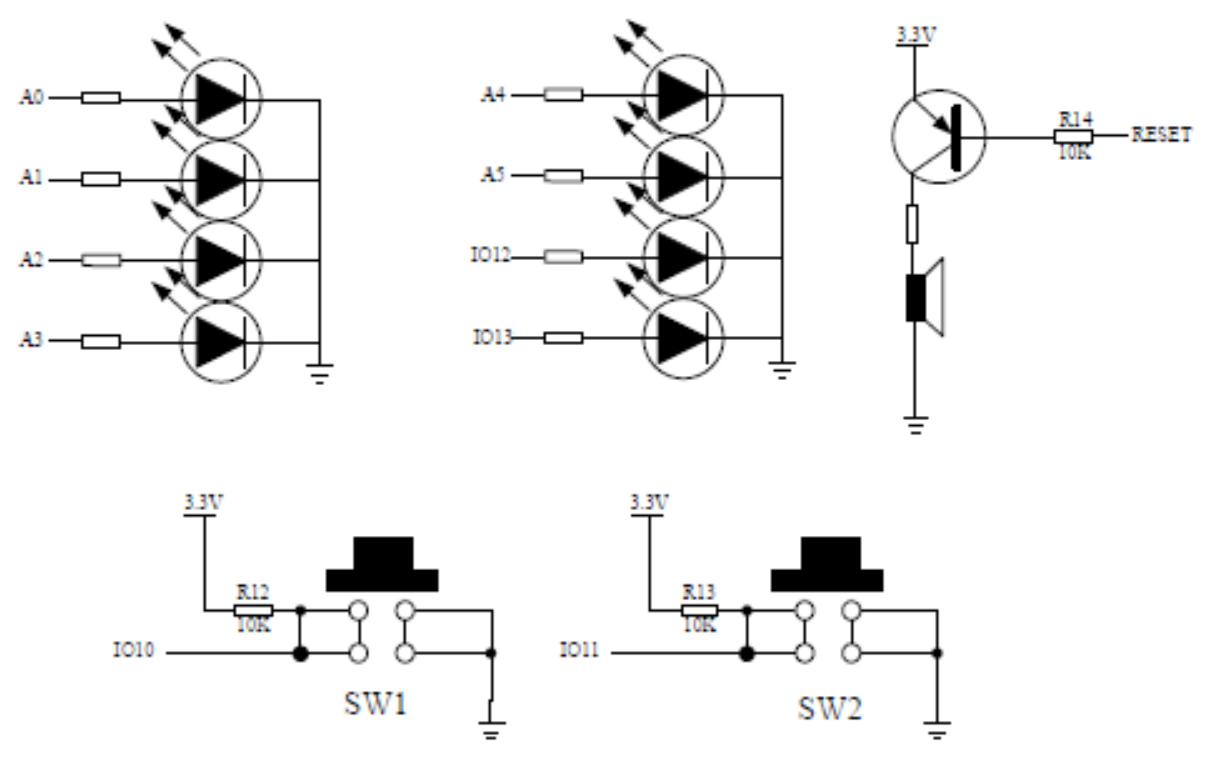 A0
A1
A2
A3
A4
A5
IO12
IO13
3.3V
R14
10K
RESET
3.3V
R12
10K
IO10
SW1
3.3V
R13
10K
IO11
SW2